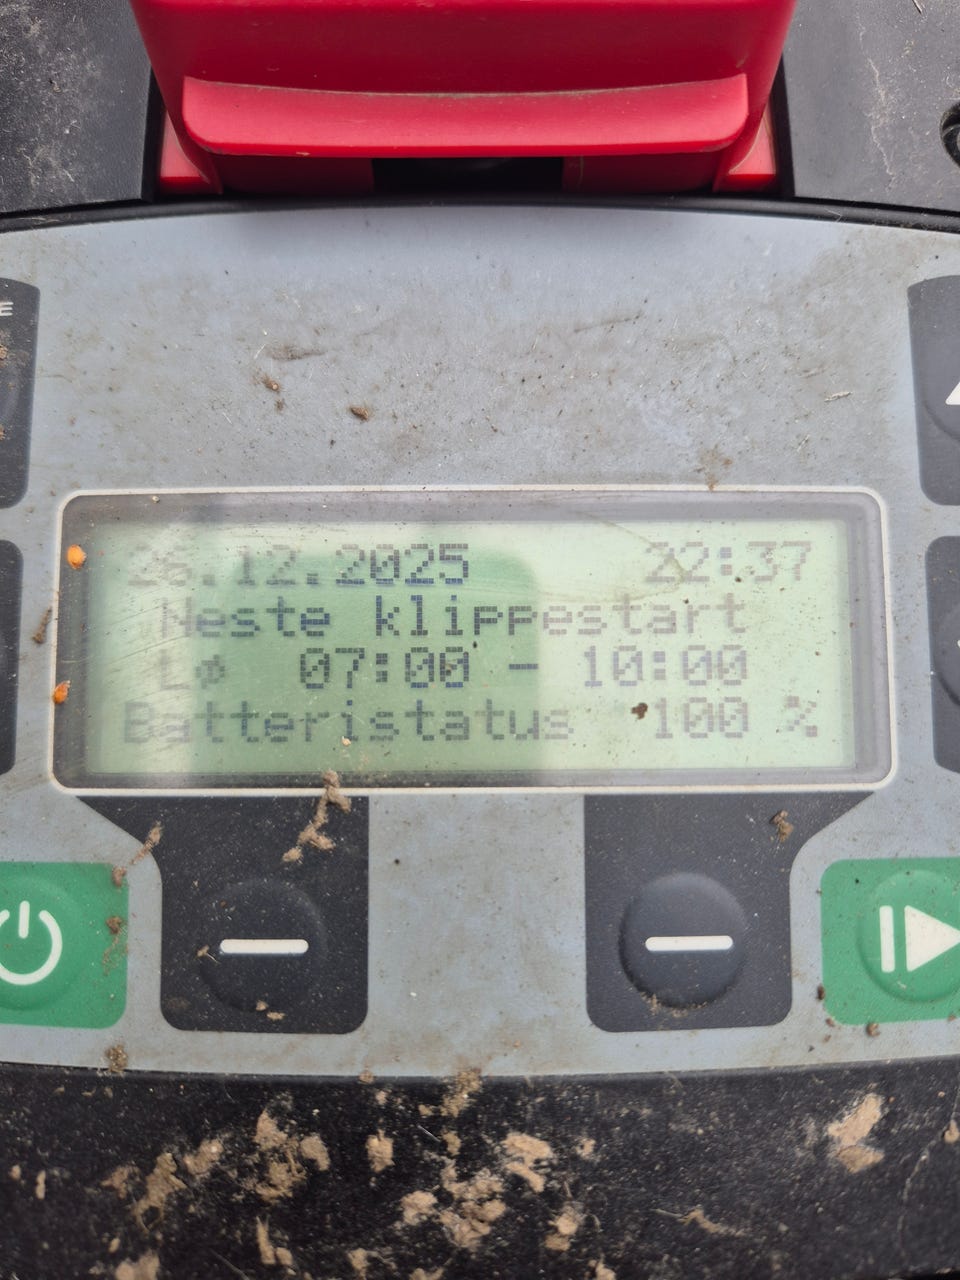 26.12.2025 22:37
Neste klippestart
Lø 07:00 - 10:00
Batteristatus 100 %